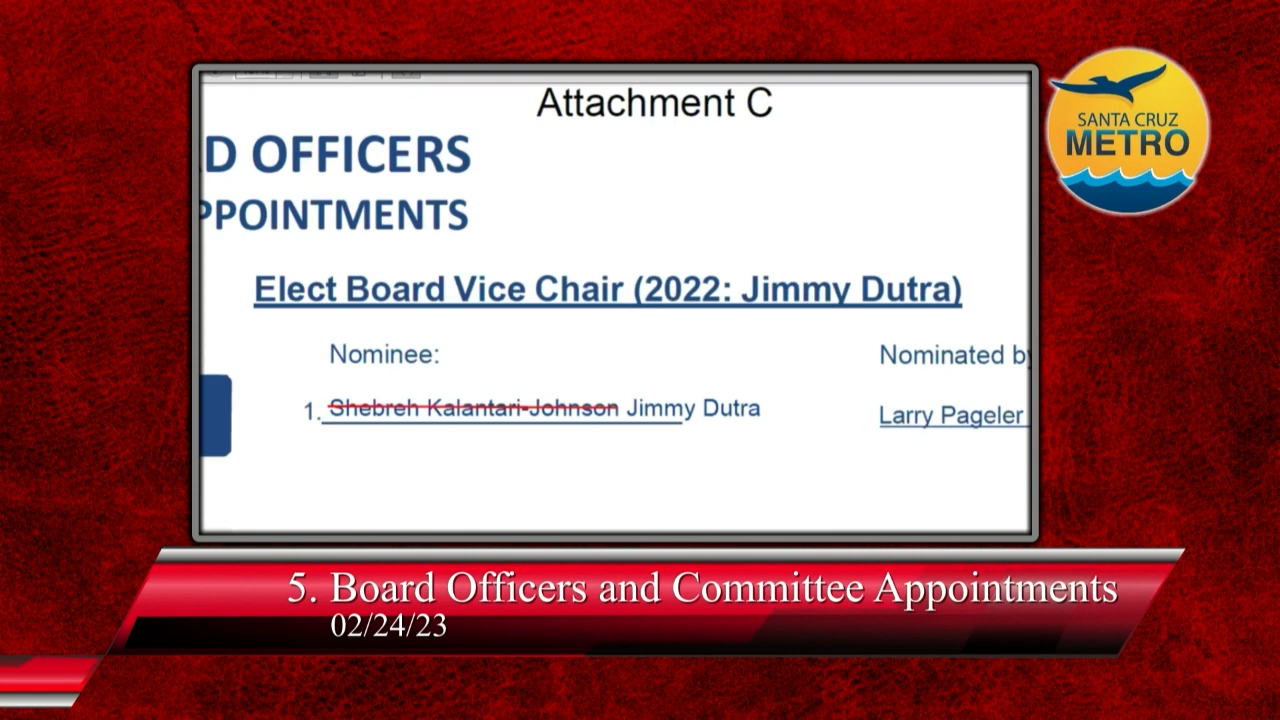 Attachment C
D OFFICERS
PPOINTMENTS
SANTA CRUZ
METRO
Elect Board Vice Chair (2022: Jimmy Dutra)
Nominee: Nominated by
1. Shebreh Kalantari-Johnson Jimmy Dutra Larry Pageler
5. Board Officers and Committee Appointments
02/24/23